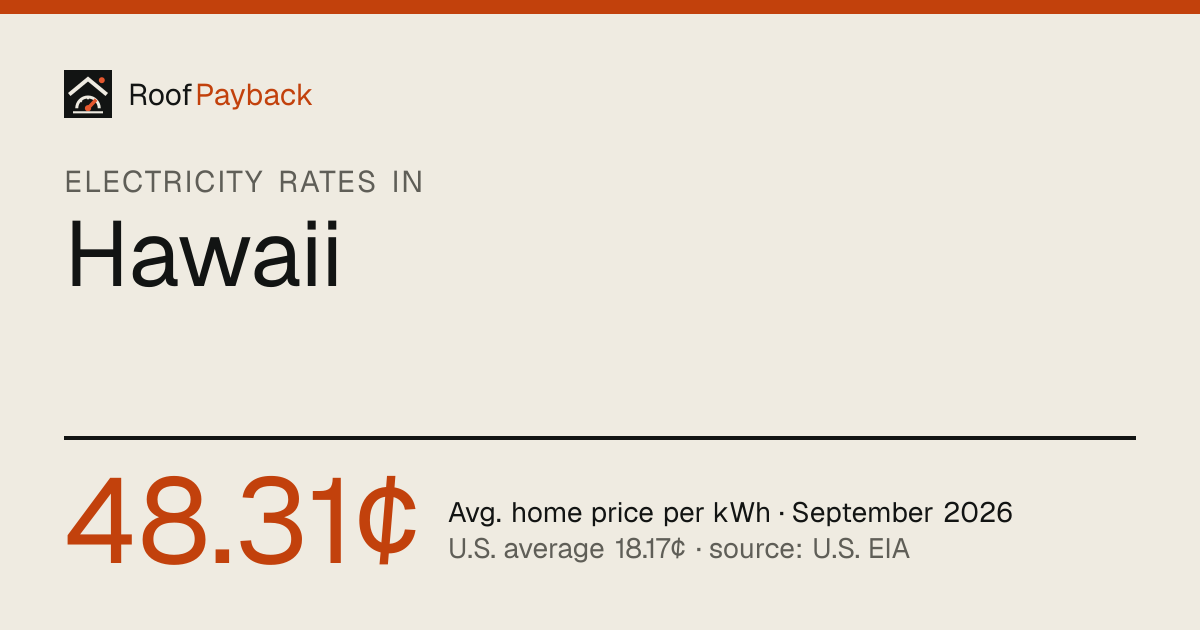 RoofPayback
ELECTRICITY RATES IN
Hawaii
48.31¢
Avg. home price per kWh · September 2026
U.S. average 18.17¢ · source: U.S. EIA